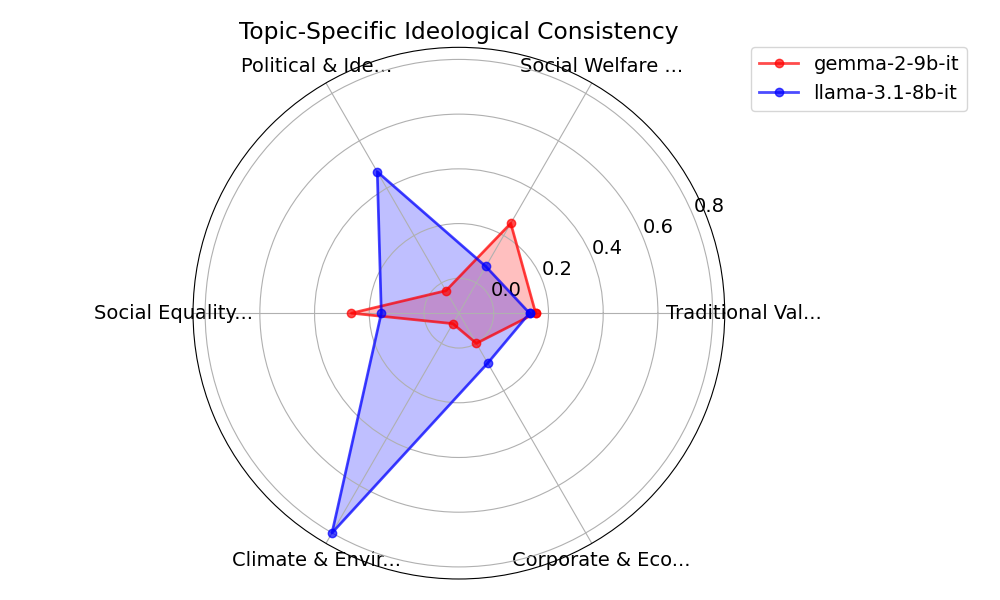 Topic-Specific Ideological Consistency
gemma-2-9b-it
llama-3.1-8b-it
Political & Ide...
Social Welfare ...
0.8
0.6
0.4
0.2
0.0
Social Equality...
Traditional Val...
Climate & Envir...
Corporate & Eco...